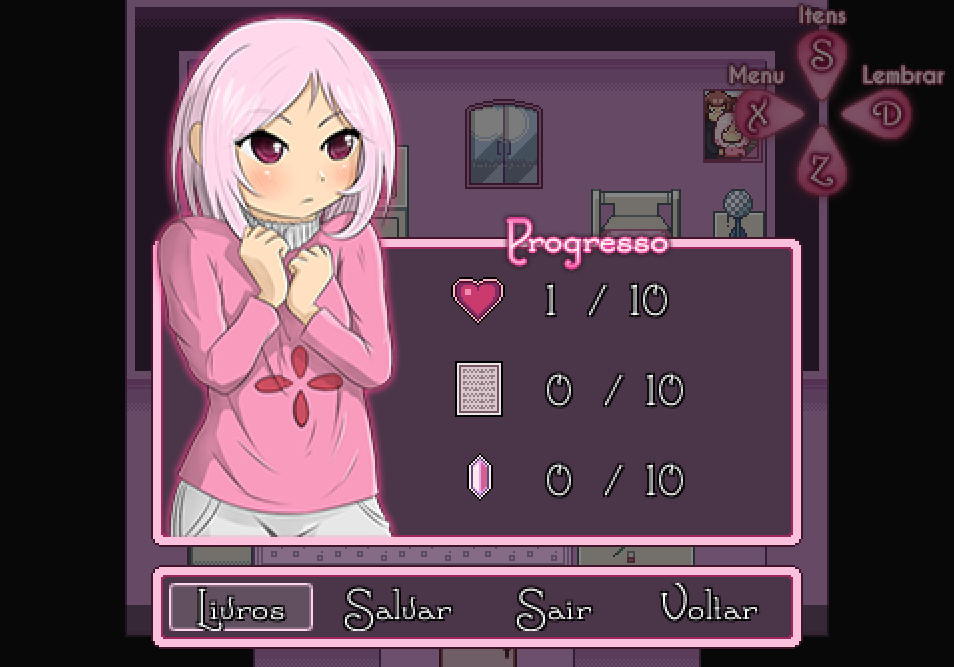 Itens
S
Menu
Lembrar
X
D
Z
Progresso
1 / 10
0 / 10
0 / 10
Livros Salvar Sair Voltar